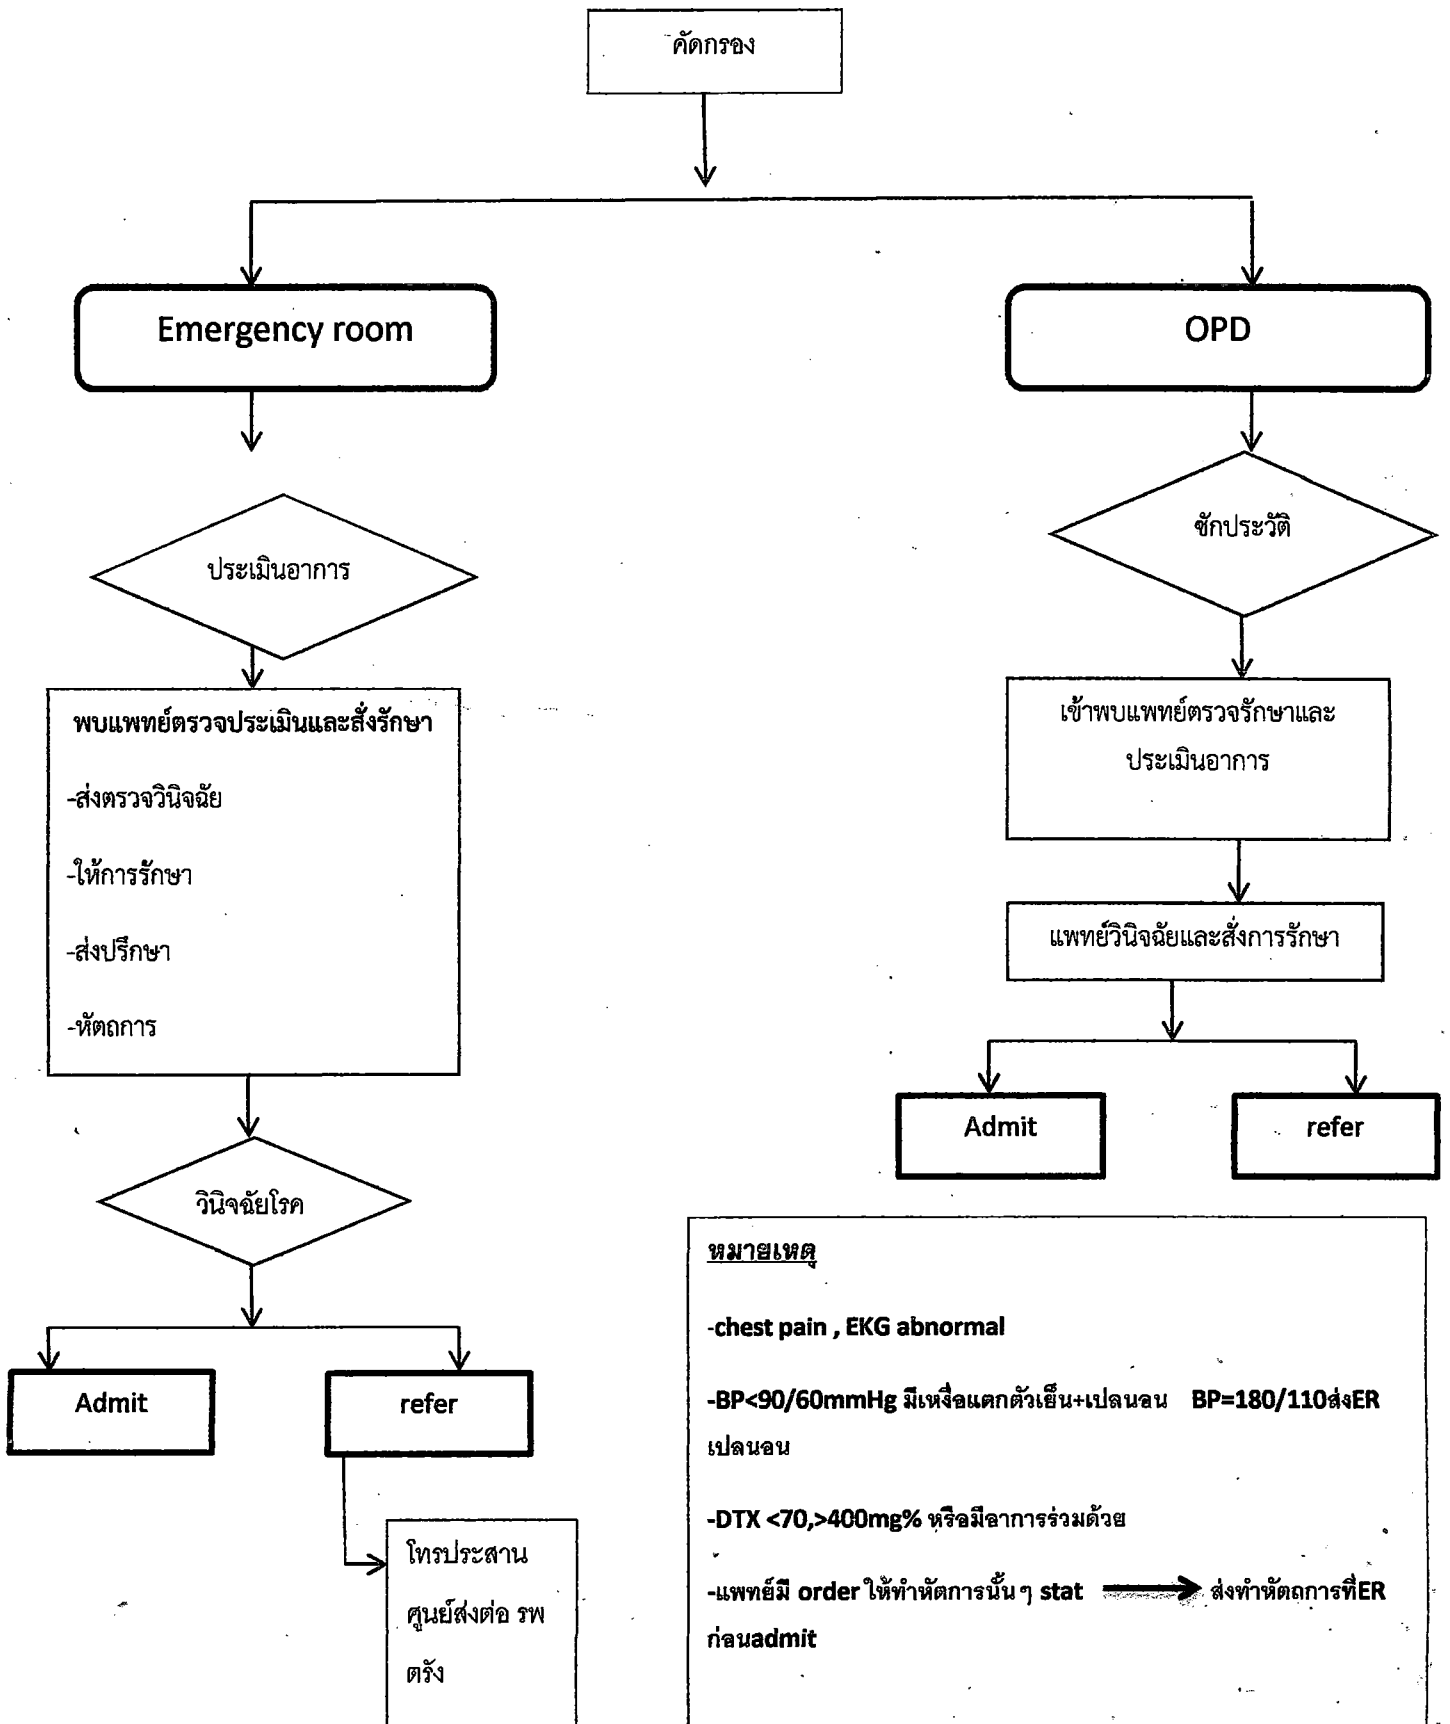 คัดกรอง
Emergency room
OPD
ประเมินอาการ
ซักประวัติ
พบแพทย์ตรวจประเมินและสั่งรักษา
-ส่งตรวจวินิจฉัย
-ให้การรักษา
-ส่งปรึกษา
-หัตถการ
เข้าพบแพทย์ตรวจรักษาและ
ประเมินอาการ
แพทย์วินิจฉัยและสั่งการรักษา
Admit
refer
วินิจฉัยโรค
Admit
refer
โทรประสาน
ศูนย์ส่งต่อ รพ
ตรัง
หมายเหตุ
-chest pain , EKG abnormal
-BP<90/60mmHg มีเหงื่อแตกตัวเย็น+เปลนอน BP=180/110ส่งER
เปลนอน
-DTX <70,>400mg% หรือมีอาการร่วมด้วย
-แพทย์มี order ให้ทำหัตการนั้น ๆ stat ส่งทำหัตถการที่ER
ก่อนadmit